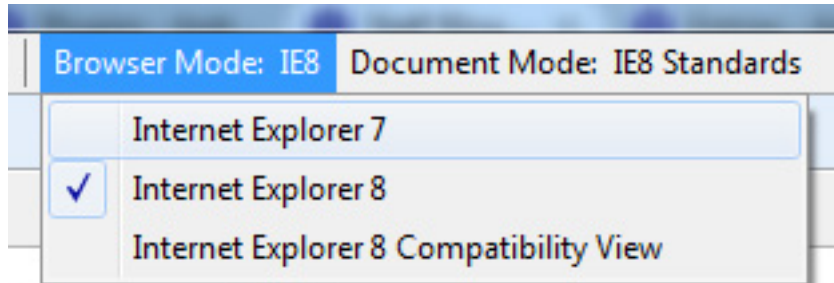 Browser Mode: IE8 Document Mode: IE8 Standards
Internet Explorer 7
Internet Explorer 8
Internet Explorer 8 Compatibility View